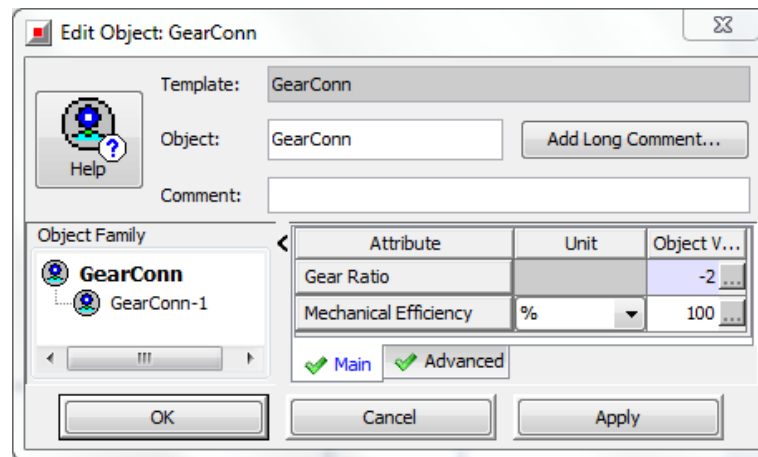 Edit Object: GearConn
Template: GearConn
Help
Object: GearConn Add Long Comment...
Comment:
Object Family
GearConn
GearConn-1
Attribute Unit Object V...
Gear Ratio -2 ...
Mechanical Efficiency % 100 ...
Main Advanced
OK Cancel Apply